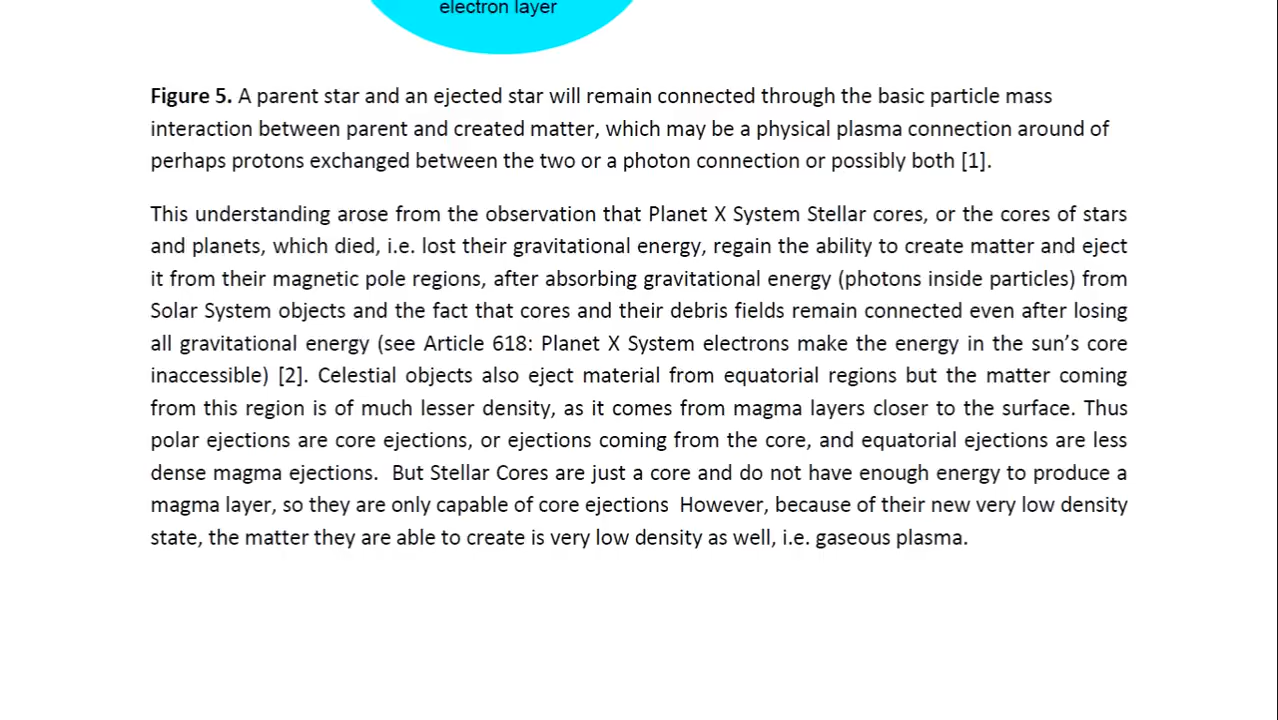 electron layer
Figure 5. A parent star and an ejected star will remain connected through the basic particle mass
interaction between parent and created matter, which may be a physical plasma connection around of
perhaps protons exchanged between the two or a photon connection or possibly both [1].
This understanding arose from the observation that Planet X System Stellar cores, or the cores of stars
and planets, which died, i.e. lost their gravitational energy, regain the ability to create matter and eject
it from their magnetic pole regions, after absorbing gravitational energy (photons inside particles) from
Solar System objects and the fact that cores and their debris fields remain connected even after losing
all gravitational energy (see Article 618: Planet X System electrons make the energy in the sun’s core
inaccessible) [2]. Celestial objects also eject material from equatorial regions but the matter coming
from this region is of much lesser density, as it comes from magma layers closer to the surface. Thus
polar ejections are core ejections, or ejections coming from the core, and equatorial ejections are less
dense magma ejections.  But Stellar Cores are just a core and do not have enough energy to produce a
magma layer, so they are only capable of core ejections  However, because of their new very low density
state, the matter they are able to create is very low density as well, i.e. gaseous plasma.